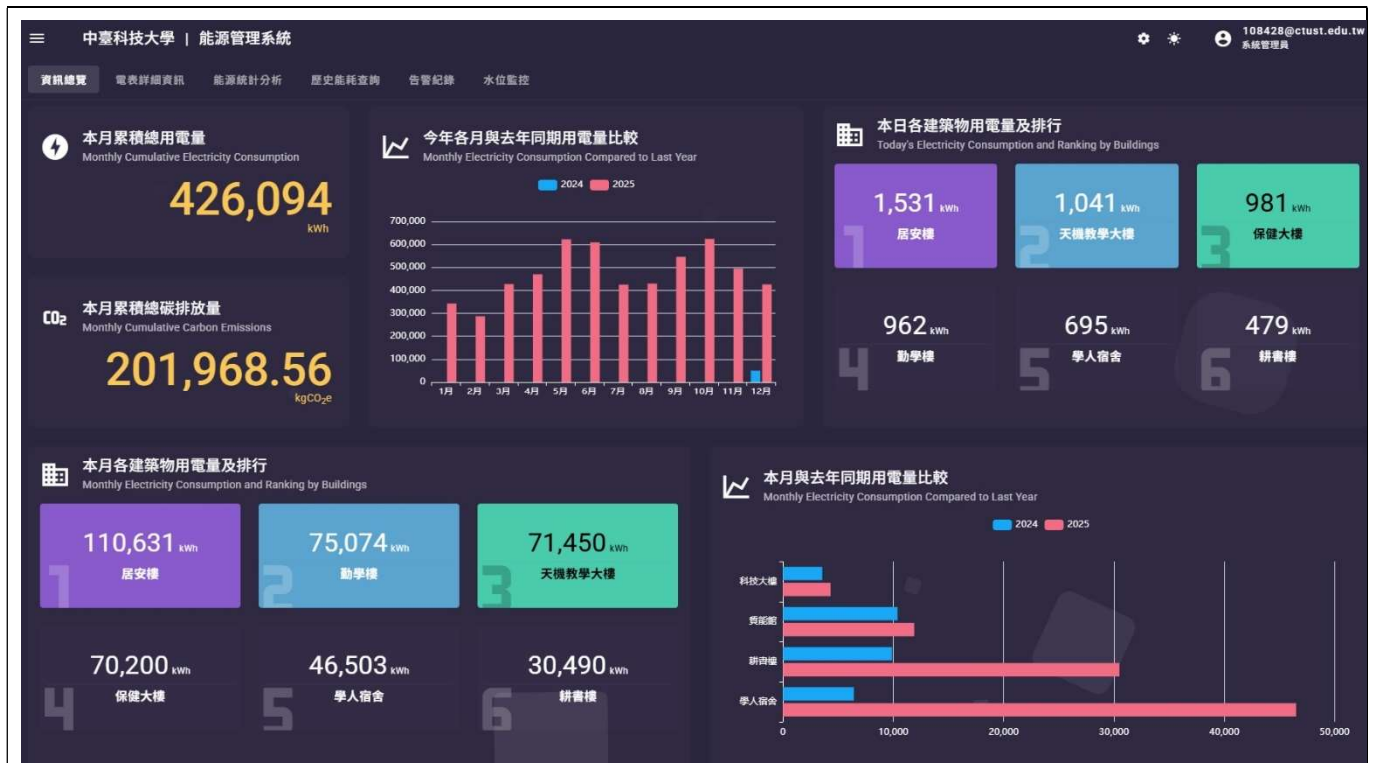 中臺科技大學 | 能源管理系統
108428@ctust.edu.tw
系統管理員
資訊總覽 電表詳細資訊 能源統計分析 歷史能耗查詢 告警紀錄 水位監控
本月累積總用電量
Monthly Cumulative Electricity Consumption
426,094
kWh
CO2
本月累積總碳排放量
Monthly Cumulative Carbon Emissions
201,968.56
kgCO₂e
今年各月與去年同期用電量比較
Monthly Electricity Consumption Compared to Last Year
2024 2025
700,000
600,000
500,000
400,000
300,000
200,000
100,000
0
1月 2月 3月 4月 5月 6月 7月 8月 9月 10月 11月 12月
本日各建築物用電量及排行
Today's Electricity Consumption and Ranking by Buildings
1
1,531 kWh
居安樓
2
1,041 kWh
天機教學大樓
3
981 kWh
保健大樓
4
962 kWh
勤學樓
5
695 kWh
學人宿舍
6
479 kWh
耕書樓
本月各建築物用電量及排行
Monthly Electricity Consumption and Ranking by Buildings
1
110,631 kWh
居安樓
2
75,074 kWh
勤學樓
3
71,450 kWh
天機教學大樓
4
70,200 kWh
保健大樓
5
46,503 kWh
學人宿舍
6
30,490 kWh
耕書樓
本月與去年同期用電量比較
Monthly Electricity Consumption Compared to Last Year
2024 2025
科技大樓
耕書樓
學人宿舍
0 10,000 20,000 30,000 40,000 50,000